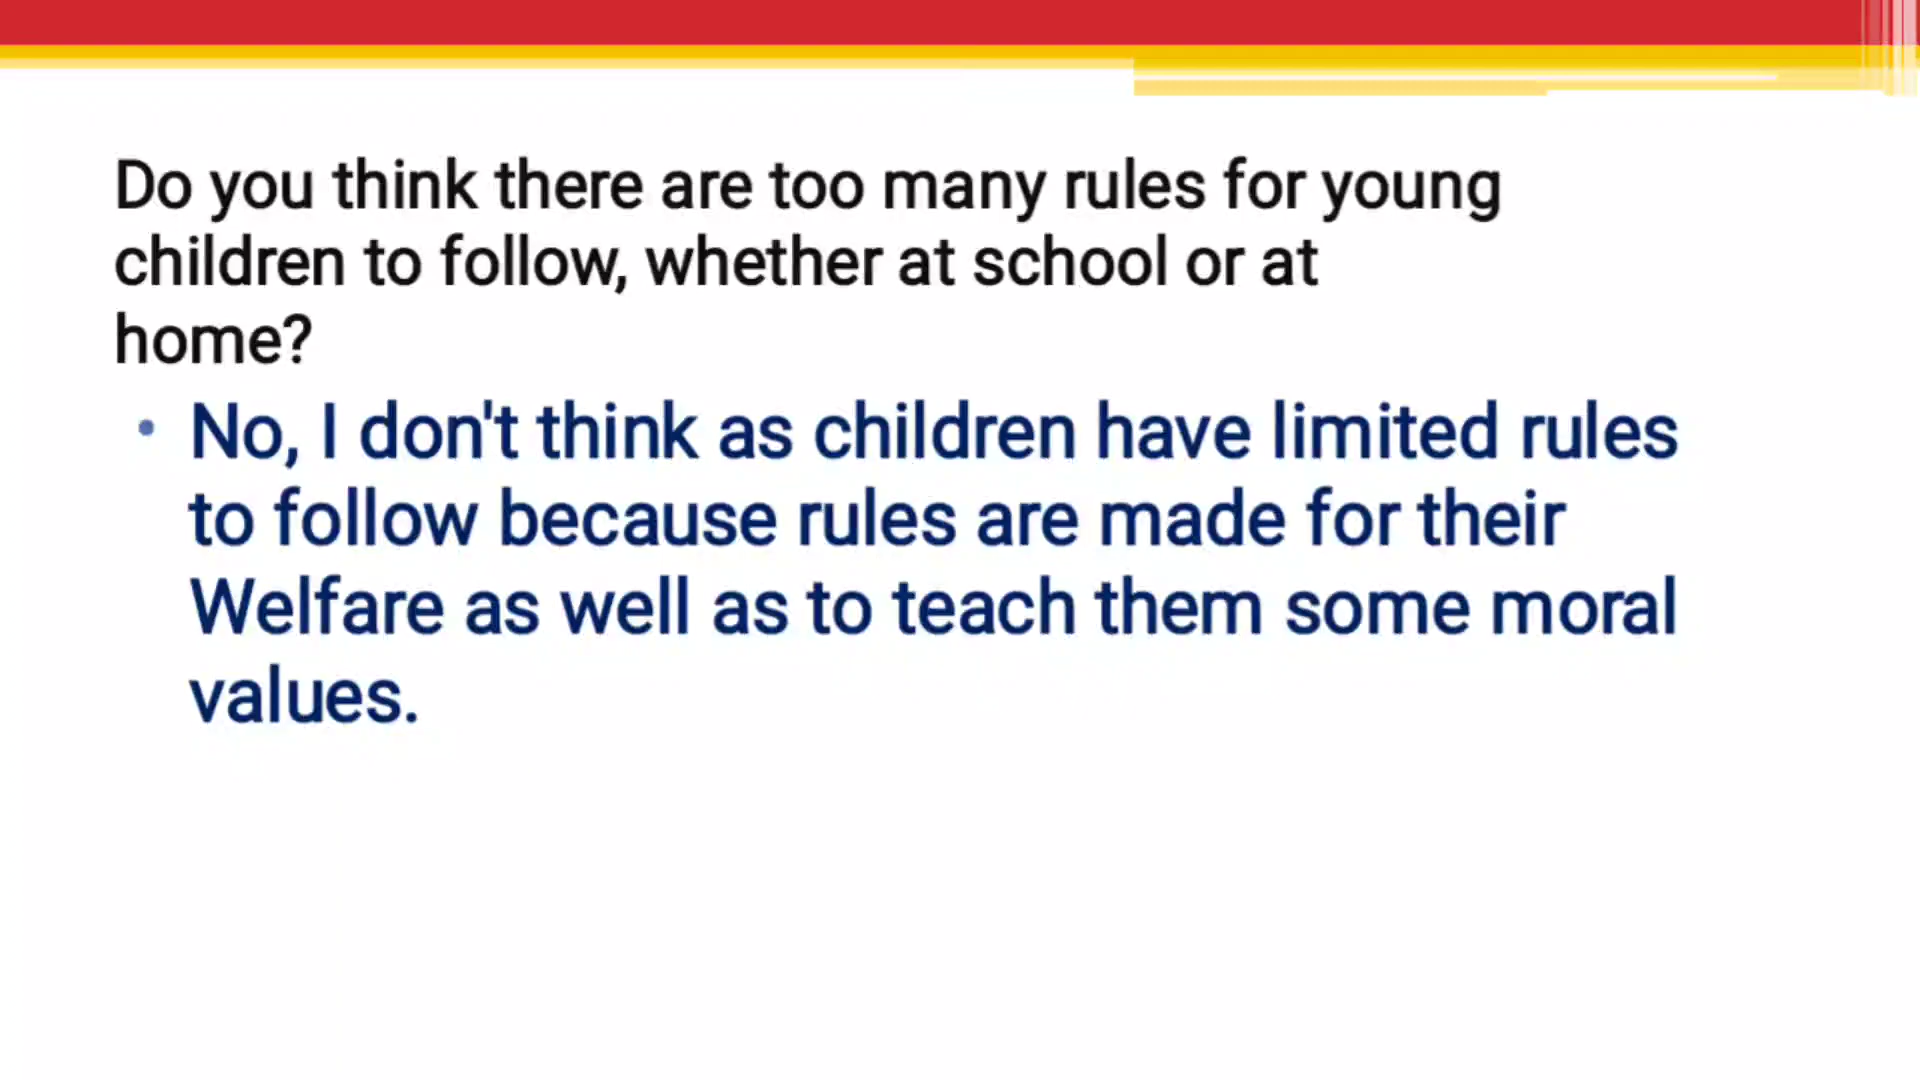 Do you think there are too many rules for young
children to follow, whether at school or at
home?
• No, I don't think as children have limited rules
to follow because rules are made for their
Welfare as well as to teach them some moral
values.